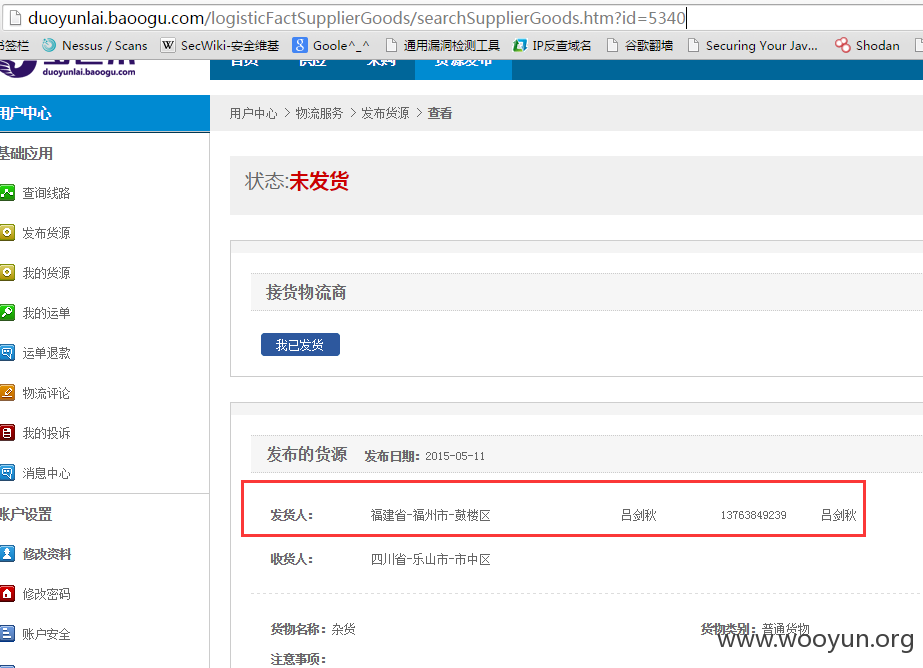 duoyunlai.baoogu.com/logisticFactSupplierGoods/searchSupplierGoods.htm?id=5340
书签栏 Nessus / Scans SecWiki-安全维基 Goole^_^ 通用漏洞检测工具 IP反查域名 谷歌翻墙 Securing Your Jav... Shodan
duoyunlai.baoogu.com 首页 供应 采购 货源发布
用户中心
用户中心 > 物流服务 > 发布货源 > 查看
基础应用
状态:未发货
查询线路
发布货源
我的货源
接货物流商
我的运单
我已发货
运单退款
物流评论
我的投诉
发布的货源 发布日期: 2015-05-11
消息中心
账户设置
发货人: 福建省-福州市-鼓楼区 吕剑秋 13763849239 吕剑秋
修改资料
收货人: 四川省-乐山市-市中区
修改密码
货物名称: 杂货 货物类别: 普通货物
账户安全
www.wooyun.org
注意事项: